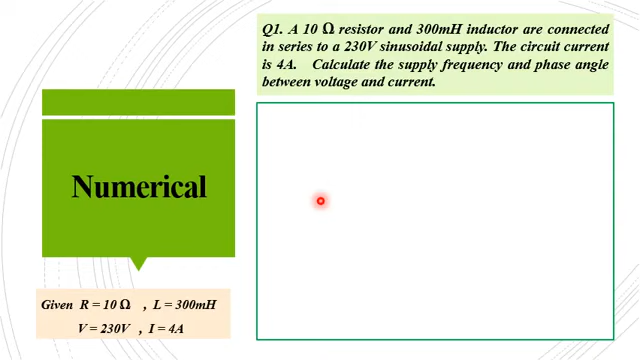 Q1. A 10 Ω resistor and 300mH inductor are connected
in series to a 230V sinusoidal supply. The circuit current
is 4A. Calculate the supply frequency and phase angle
between voltage and current.
Numerical
Given R = 10 Ω , L = 300mH
V = 230V , I = 4A